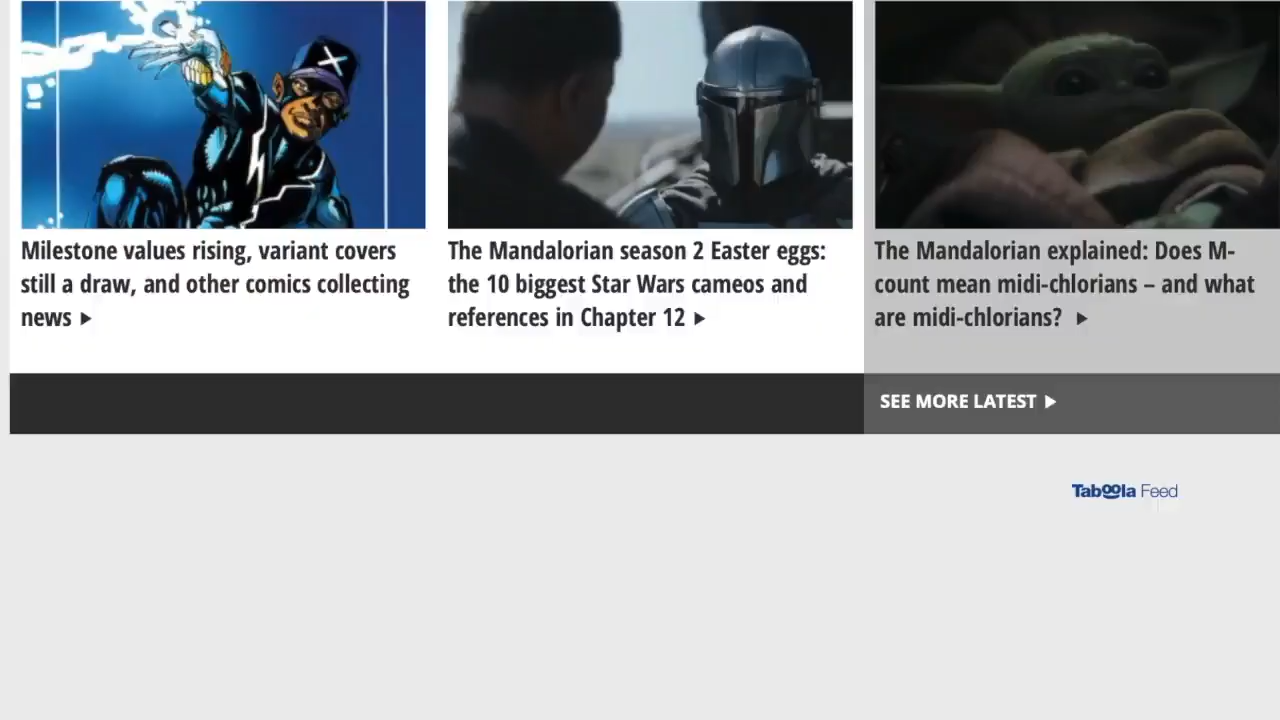 Milestone values rising, variant covers
still a draw, and other comics collecting
news ▶
The Mandalorian season 2 Easter eggs:
the 10 biggest Star Wars cameos and
references in Chapter 12 ▶
The Mandalorian explained: Does M-
count mean midi-chlorians – and what
are midi-chlorians? ▶
SEE MORE LATEST ▶
Taboola Feed